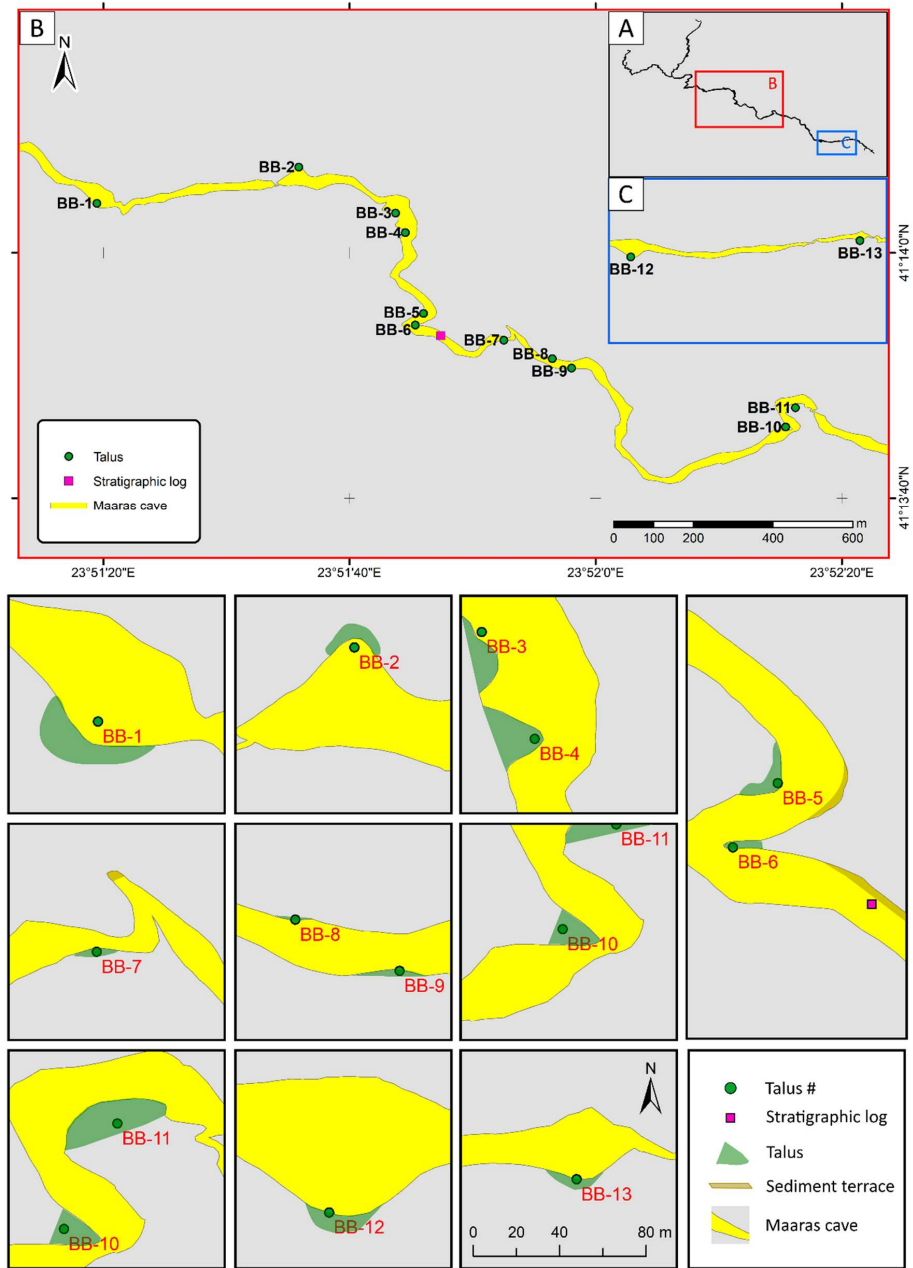 B
N
A
B
C
C
BB-12
BB-13
BB-1
BB-2
BB-3
BB-4
BB-5
BB-6
BB-7
BB-8
BB-9
BB-11
BB-10
41°14'0"N
41°13'40"N
Talus
Stratigraphic log
Maaras cave
0 100 200 400 600 m
23°51'20"E 23°51'40"E 23°52'0"E 23°52'20"E
BB-1
BB-2
BB-3
BB-4
BB-5
BB-6
BB-7
BB-8
BB-9
BB-11
BB-10
BB-11
BB-10
BB-12
N
BB-13
0 20 40 80 m
Talus #
Stratigraphic log
Talus
Sediment terrace
Maaras cave